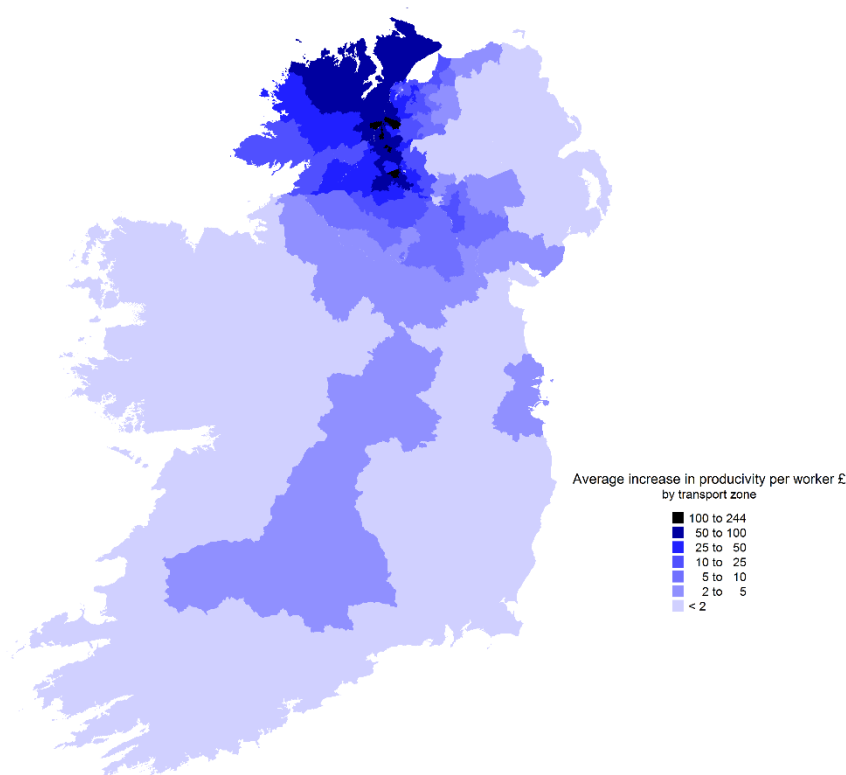 Average increase in producivity per worker £
by transport zone
100 to 244
50 to 100
25 to 50
10 to 25
5 to 10
2 to 5
< 2